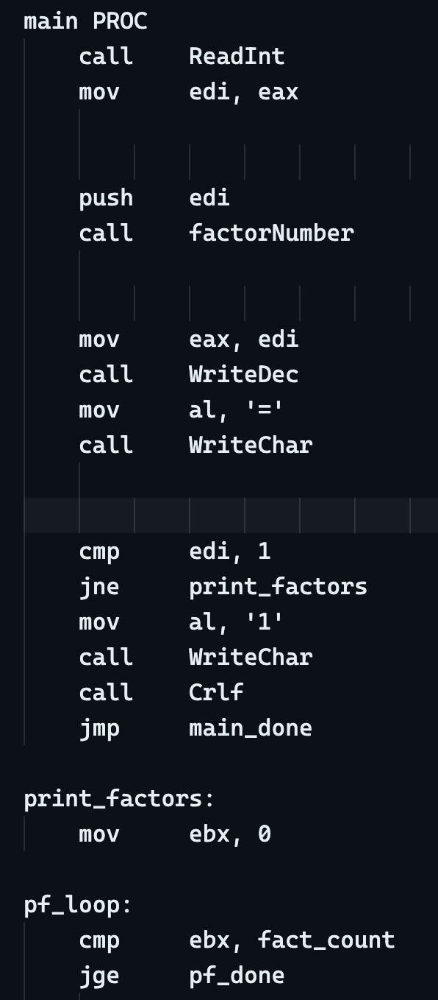 main PROC
call ReadInt
mov edi, eax
push edi
call factorNumber
mov eax, edi
call WriteDec
mov al, '='
call WriteChar
cmp edi, 1
jne print_factors
mov al, '1'
call WriteChar
call Crlf
jmp main_done
print_factors:
mov ebx, 0
pf_loop:
cmp ebx, fact_count
jge pf_done